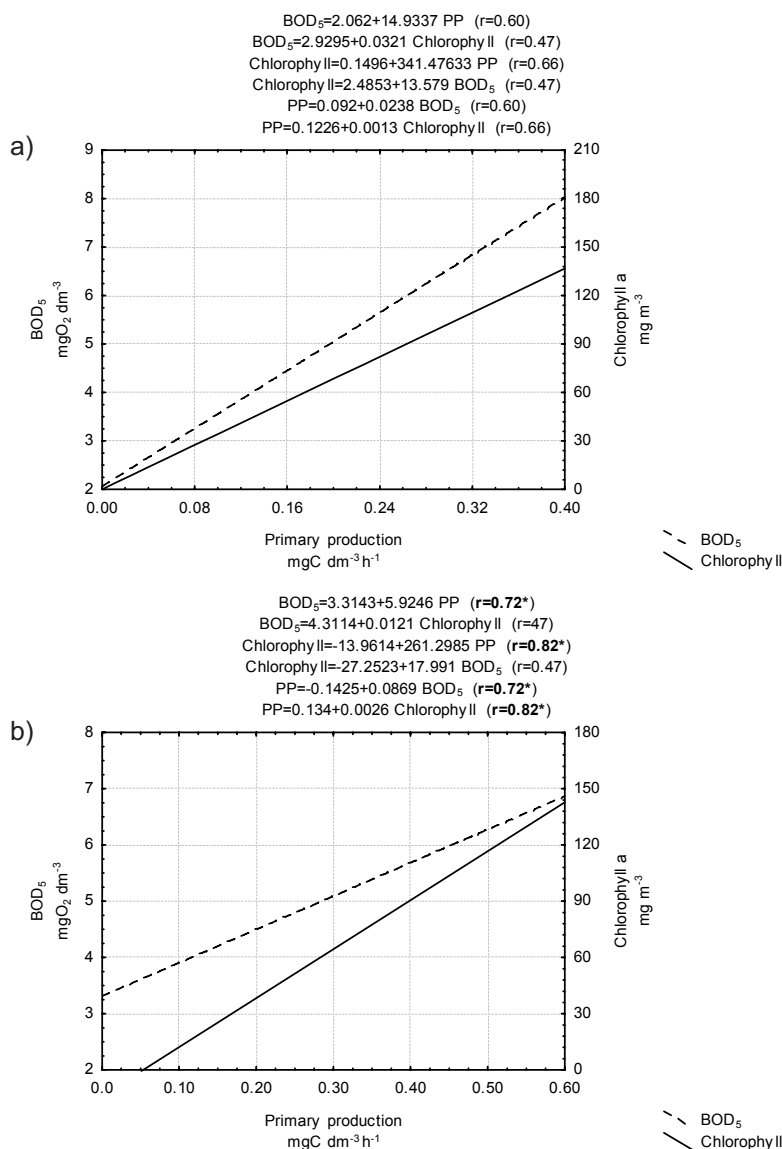 BOD₅=2.062+14.9337 PP (r=0.60)
BOD₅=2.9295+0.0321 Chlorophyll (r=0.47)
Chlorophyll=0.1496+341.47633 PP (r=0.66)
Chlorophyll=2.4853+13.579 BOD₅ (r=0.47)
PP=0.092+0.0238 BOD₅ (r=0.60)
PP=0.1226+0.0013 Chlorophyll (r=0.66)
a)
9
8
7
6
5
4
3
2
BOD₅
mgO₂ dm⁻³
210
180
150
120
90
60
30
0
Chlorophyll a
mg m⁻³
0.00 0.08 0.16 0.24 0.32 0.40
Primary production
mgC dm⁻³ h⁻¹
BOD₅
Chlorophyll
BOD₅=3.3143+5.9246 PP (r=0.72*)
BOD₅=4.3114+0.0121 Chlorophyll (r=47)
Chlorophyll=-13.9614+261.2985 PP (r=0.82*)
Chlorophyll=-27.2523+17.991 BOD₅ (r=0.47)
PP=-0.1425+0.0869 BOD₅ (r=0.72*)
PP=0.134+0.0026 Chlorophyll (r=0.82*)
b)
8
7
6
5
4
3
2
BOD₅
mgO₂ dm⁻³
180
150
120
90
60
30
0
Chlorophyll a
mg m⁻³
0.0 0.10 0.20 0.30 0.40 0.50 0.60
Primary production
mgC dm⁻³ h⁻¹
BOD₅
Chlorophyll